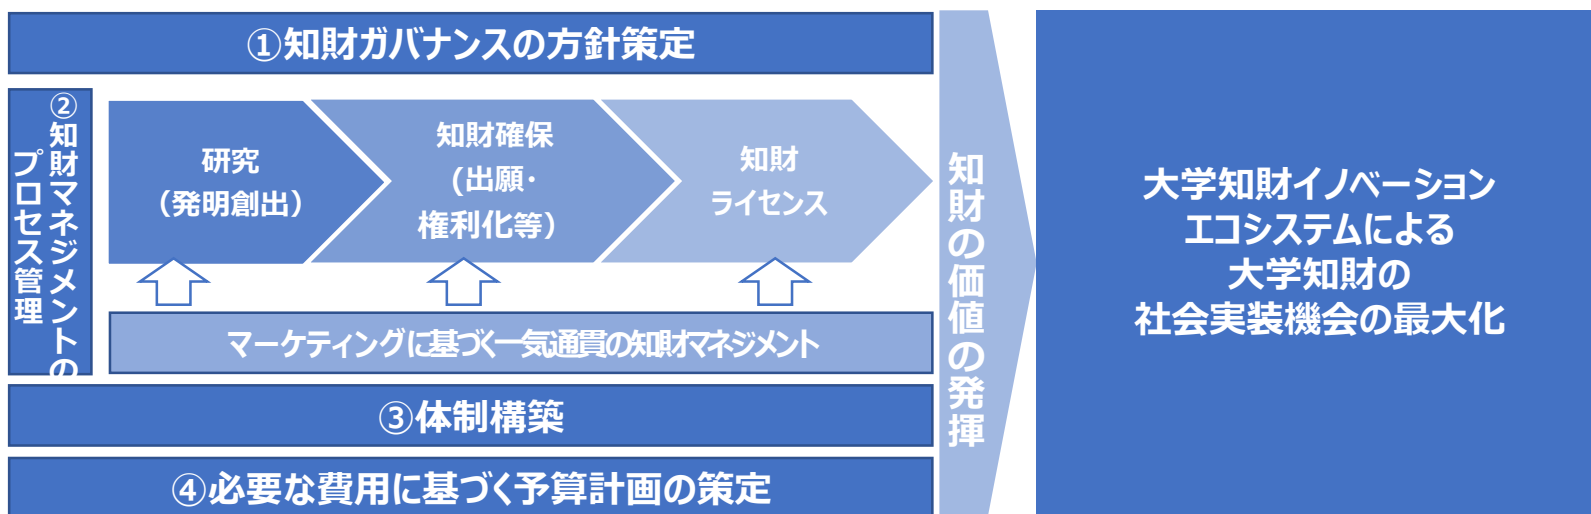 ①知財ガバナンスの方針策定
②知財マネジメントの
プロセス管理
研究
（発明創出）
知財確保
(出願・
権利化等）
知財
ライセンス
マーケティングに基づく一気通貫の知財マネジメント
③体制構築
④必要な費用に基づく予算計画の策定
知財の価値の発揮
大学知財イノベーション
エコシステムによる
大学知財の
社会実装機会の最大化